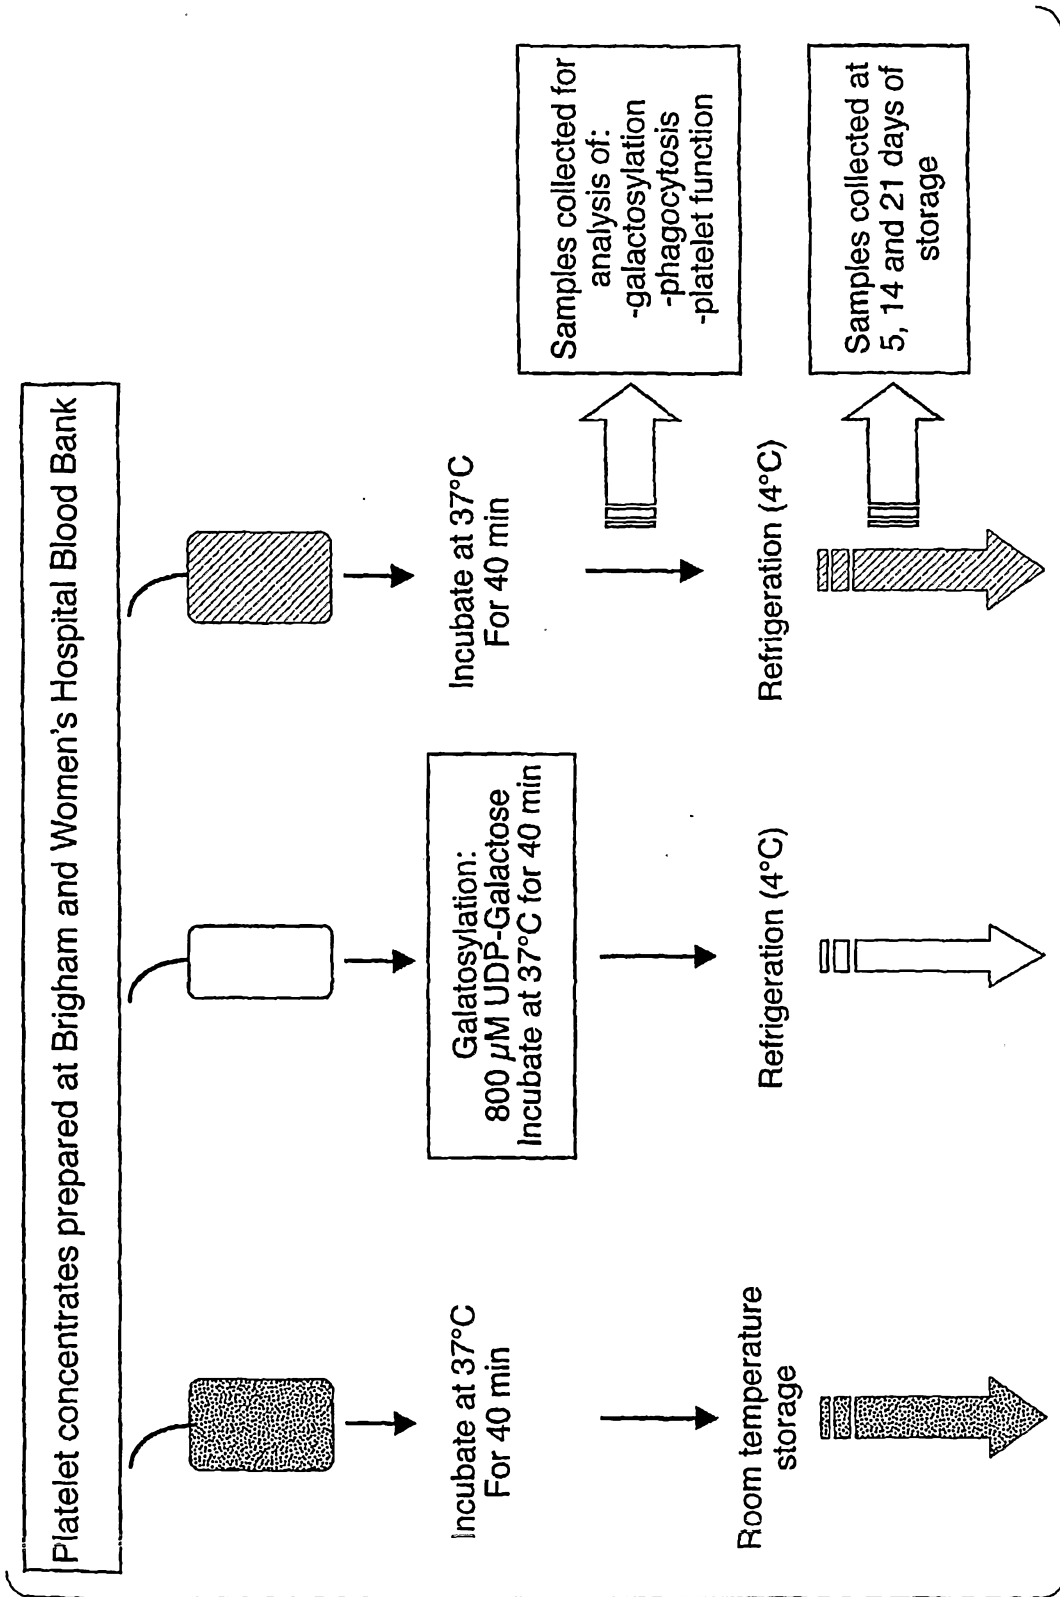 Platelet concentrates prepared at Brigham and Women's Hospital Blood Bank
Incubate at 37°C
For 40 min
Room temperature
storage
Galatosylation:
800 µM UDP-Galactose
Incubate at 37°C for 40 min
Refrigeration (4°C)
Incubate at 37°C
For 40 min
Refrigeration (4°C)
Samples collected for
analysis of:
-galactosylation
-phagocytosis
-platelet function
Samples collected at
5, 14 and 21 days of
storage